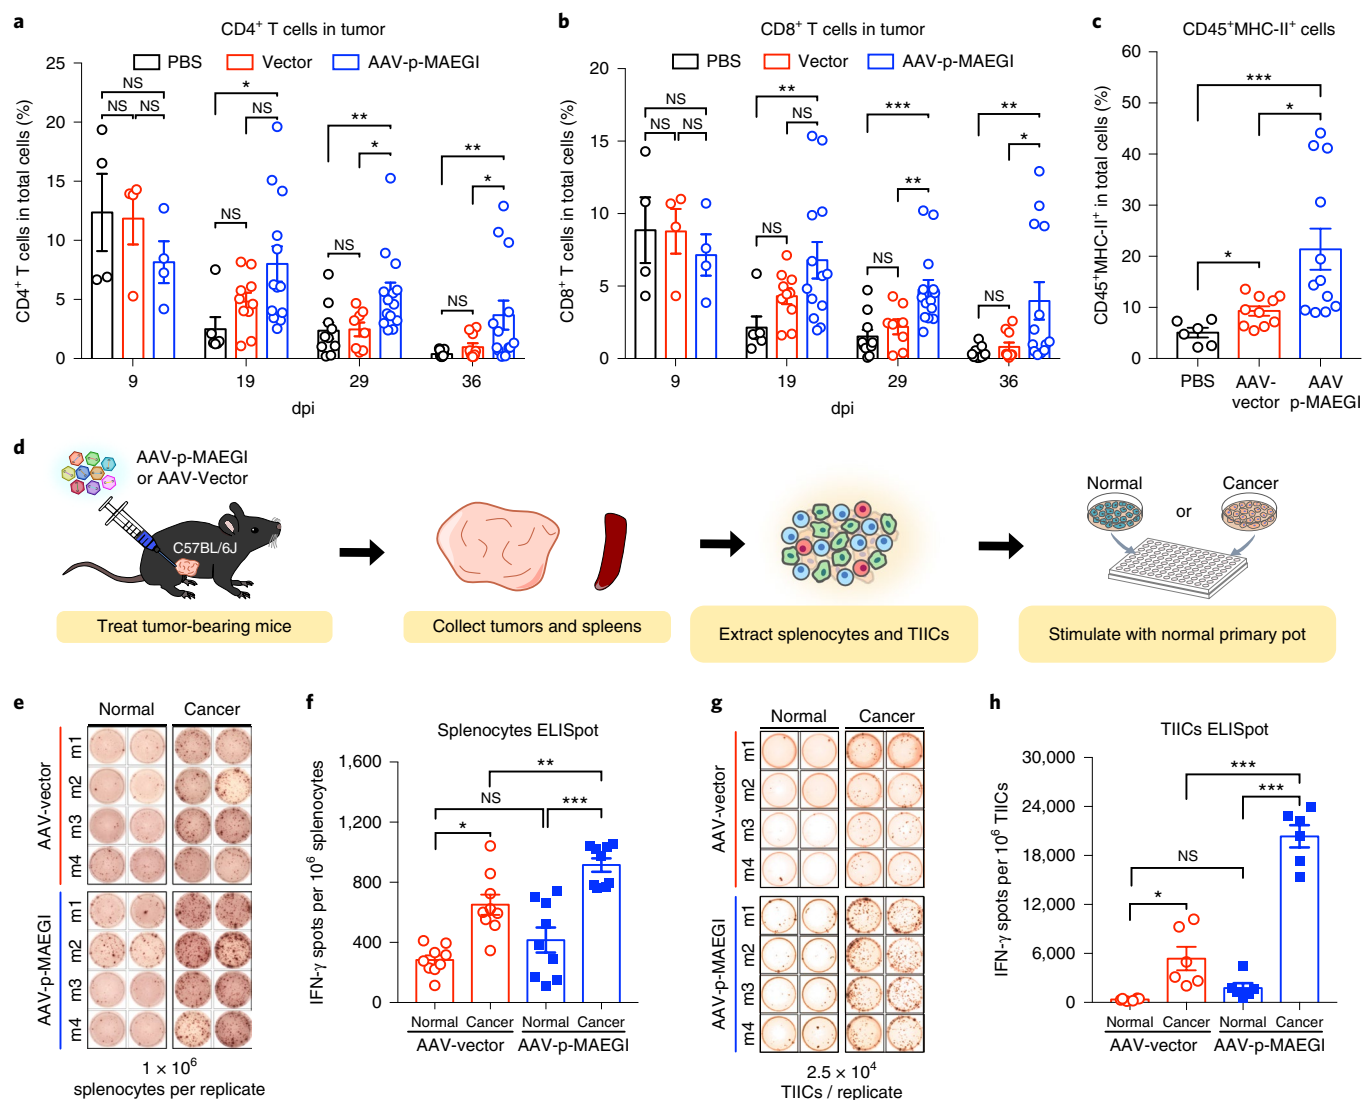 a
CD4+ T cells in tumor
PBS Vector AAV-p-MAEGI
CD4+ T cells in total cells (%)
25
20
15
10
5
0
NS
NS NS
*
NS
NS
**
*
NS
**
*
NS
9 19 29 36
dpi
b
CD8+ T cells in tumor
PBS Vector AAV-p-MAEGI
CD8+ T cells in total cells (%)
20
15
10
5
0
NS
NS NS
**
NS
NS
***
**
NS
**
*
NS
9 19 29 36
dpi
c
CD45+MHC-II+ cells
CD45+MHC-II+ in total cells (%)
60
50
40
30
20
10
0
***
*
*
PBS AAV- AAV
vector p-MAEGI
d
AAV-p-MAEGI
or AAV-Vector
C57BL/6J
Normal or Cancer
Treat tumor-bearing mice
Collect tumors and spleens
Extract splenocytes and TIICs
Stimulate with normal primary pot
e
Normal Cancer
AAV-vector
m1
m2
m3
m4
AAV-p-MAEGI
m1
m2
m3
m4
1 × 10⁶
splenocytes per replicate
f
Splenocytes ELISpot
IFN-γ spots per 10⁶ splenocytes
1,600
1,200
800
400
0
**
NS ***
*
Normal Cancer Normal Cancer
AAV-vector AAV-p-MAEGI
g
Normal Cancer
AAV-vector
m1
m2
m3
m4
AAV-p-MAEGI
m1
m2
m3
m4
2.5 × 10⁴
TIICs / replicate
h
TIICs ELISpot
IFN-γ spots per 10⁶ TIICs
30,000
24,000
18,000
12,000
6,000
0
***
***
NS
*
Normal Cancer Normal Cancer
AAV-vector AAV-p-MAEGI